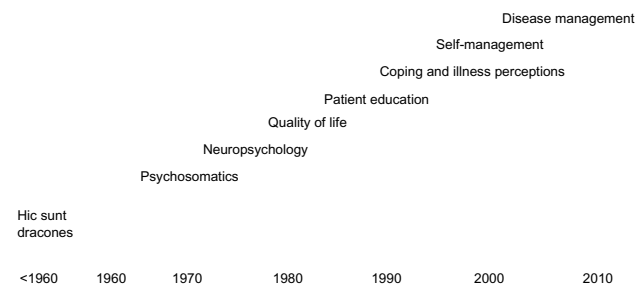 Disease management
Self-management
Coping and illness perceptions
Patient education
Quality of life
Neuropsychology
Psychosomatics
Hic sunt
dracones
<1960 1960 1970 1980 1990 2000 2010